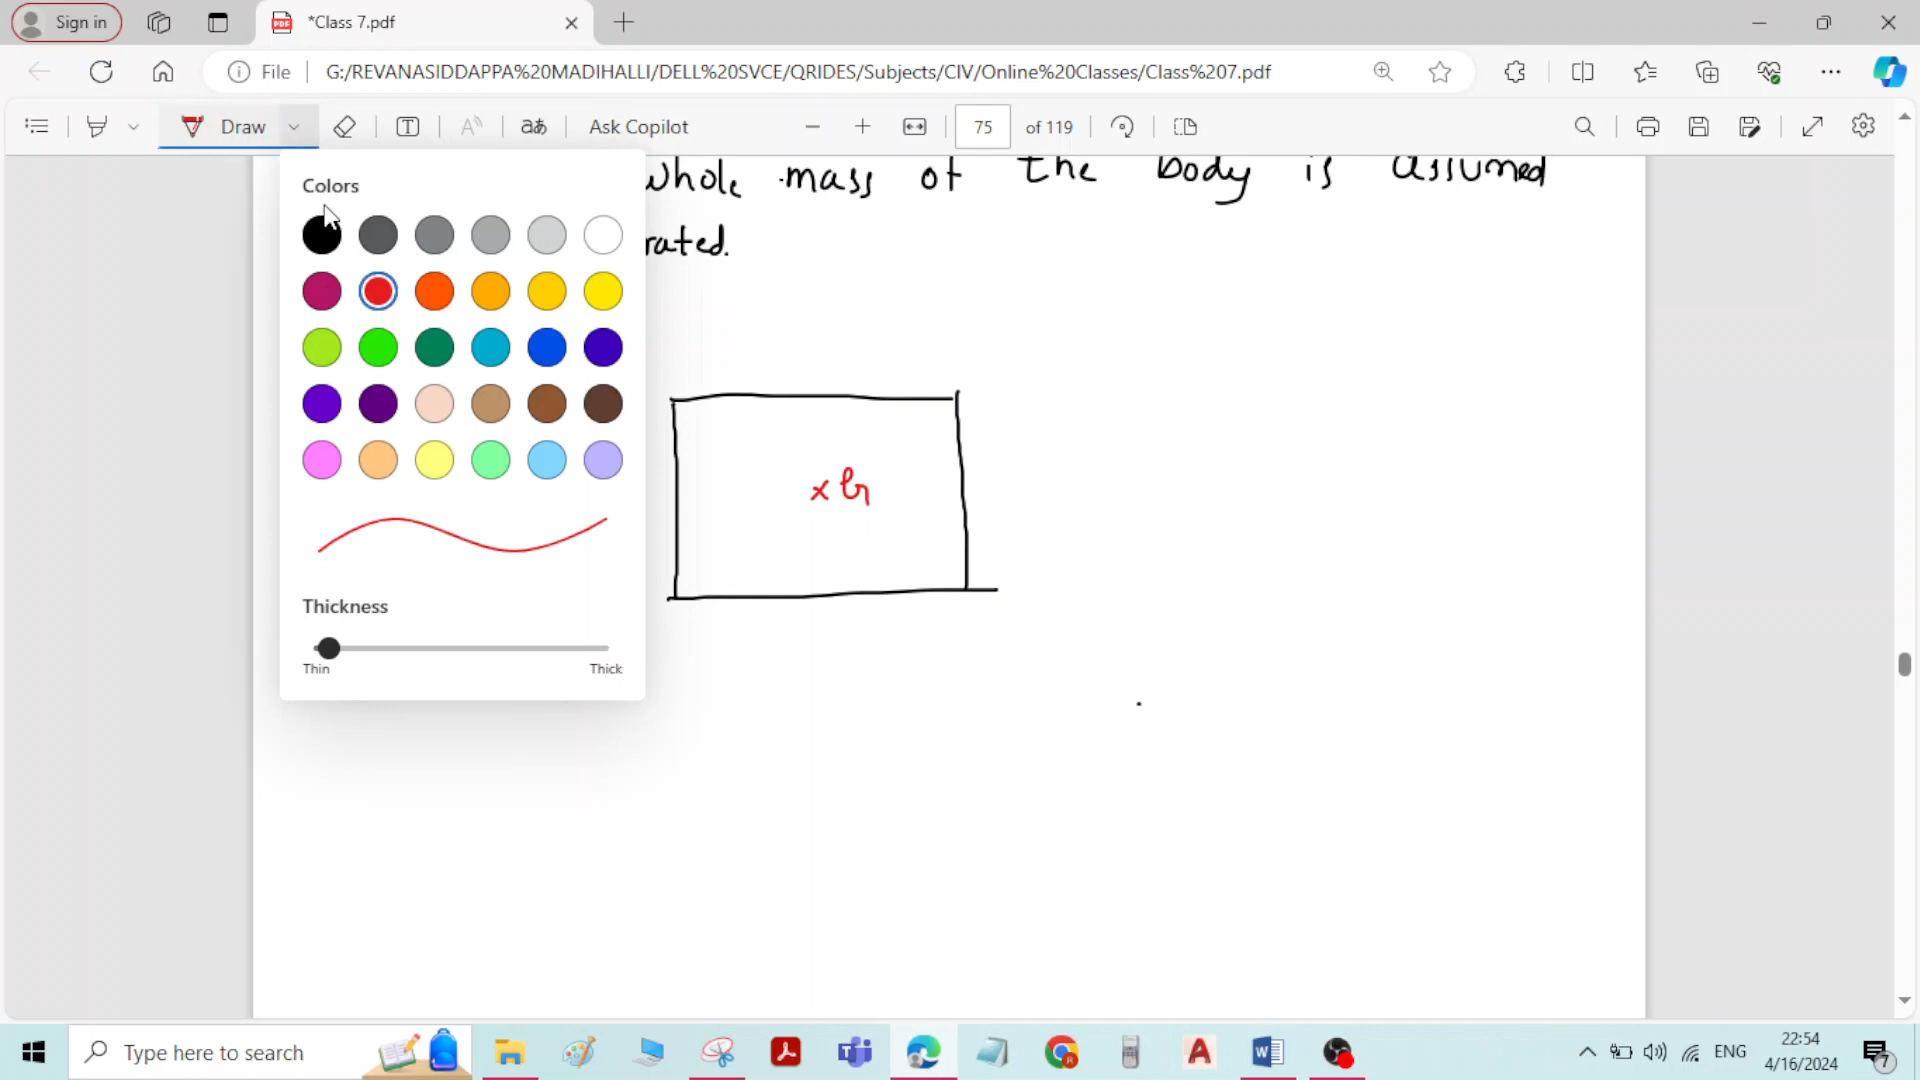 Sign in
*Class 7.pdf
File
G:/REVANASIDDAPPA%20MADIHALLI/DELL%20SVCE/QRIDES/Subjects/CIV/Online%20Classes/Class%207.pdf
Draw
Ask Copilot
75 of 119
Colors
whole mass of the body is assumed
rated.
x G
Thickness
Thin
Thick
Type here to search
ENG
22:54
4/16/2024
7